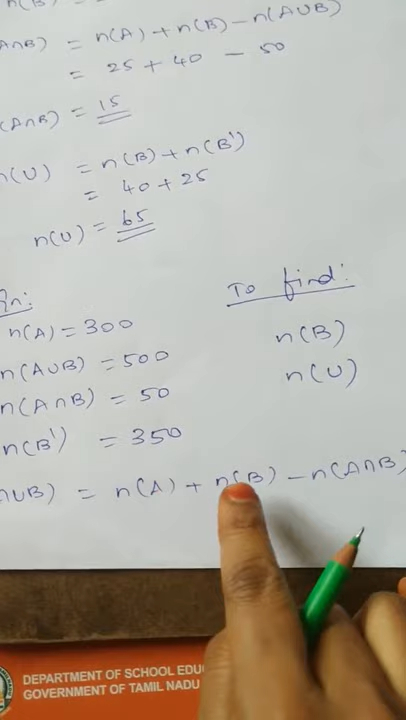 A∩B) = n(A) + n(B) - n(A∪B)
= 25 + 40 - 50
(A∩B) = 15
n(U) = n(B) + n(B')
= 40 + 25
n(U) = 65
To find:
n(A) = 300
n(B)
n(A∪B) = 500
n(U)
n(A∩B) = 50
n(B') = 350
∪B) = n(A) + n(B) - n(A∩B)
DEPARTMENT OF SCHOOL EDU
GOVERNMENT OF TAMIL NADU